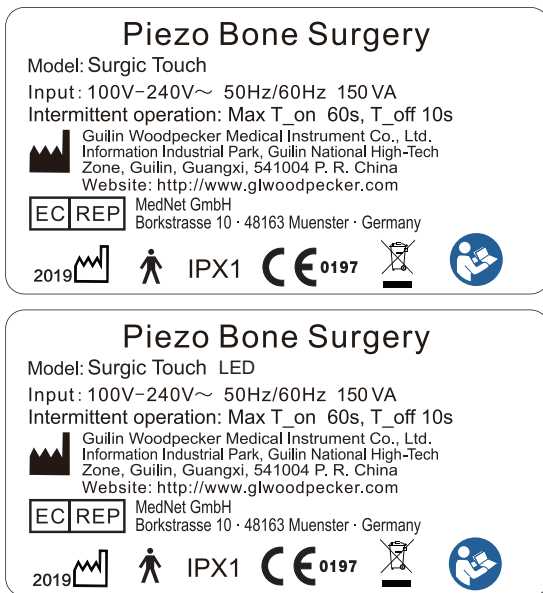 Piezo Bone Surgery
Model: Surgic Touch
Input: 100V-240V~ 50Hz/60Hz 150 VA
Intermittent operation: Max T_on 60s, T_off 10s
Guilin Woodpecker Medical Instrument Co., Ltd.
Information Industrial Park, Guilin National High-Tech
Zone, Guilin, Guangxi, 541004 P. R. China
Website: http://www.glwoodpecker.com
EC REP
MedNet GmbH
Borkstrasse 10 · 48163 Muenster · Germany
2019 IPX1 CE 0197
Piezo Bone Surgery
Model: Surgic Touch LED
Input: 100V-240V~ 50Hz/60Hz 150 VA
Intermittent operation: Max T_on 60s, T_off 10s
Guilin Woodpecker Medical Instrument Co., Ltd.
Information Industrial Park, Guilin National High-Tech
Zone, Guilin, Guangxi, 541004 P. R. China
Website: http://www.glwoodpecker.com
EC REP
MedNet GmbH
Borkstrasse 10 · 48163 Muenster · Germany
2019 IPX1 CE 0197